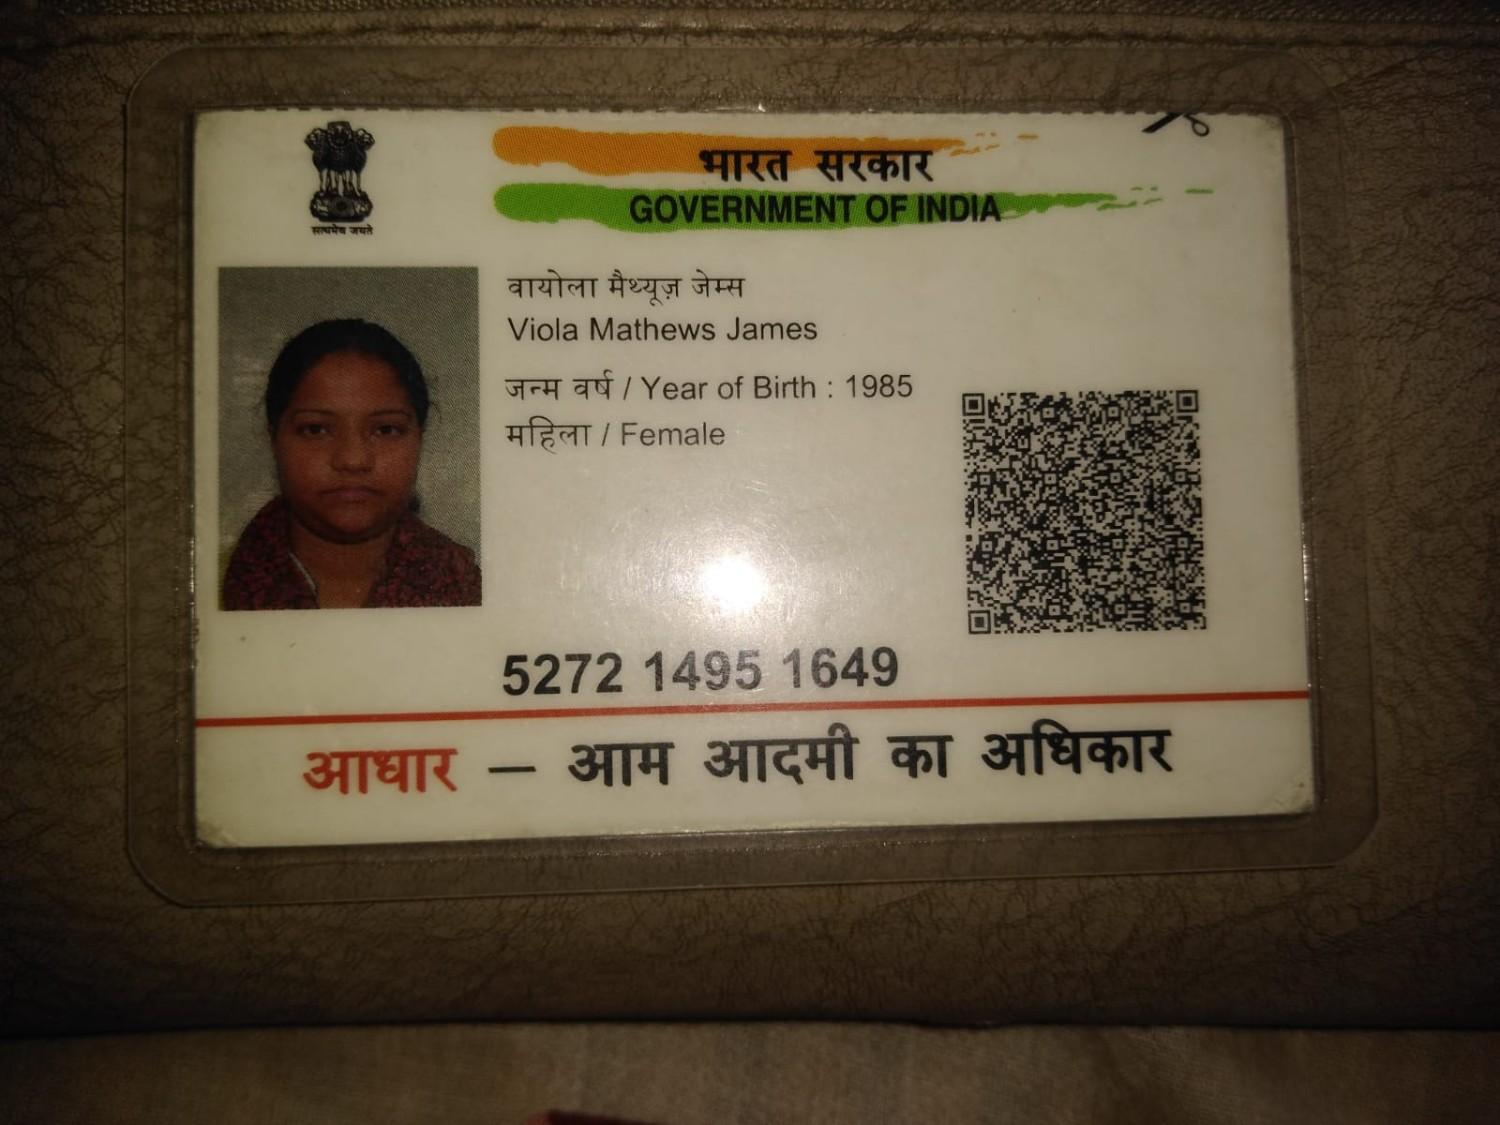 सत्यमेव जयते
भारत सरकार
GOVERNMENT OF INDIA
वायोला मैथ्यूज़ जेम्स
Viola Mathews James
जन्म वर्ष / Year of Birth : 1985
महिला / Female
5272 1495 1649
आधार – आम आदमी का अधिकार